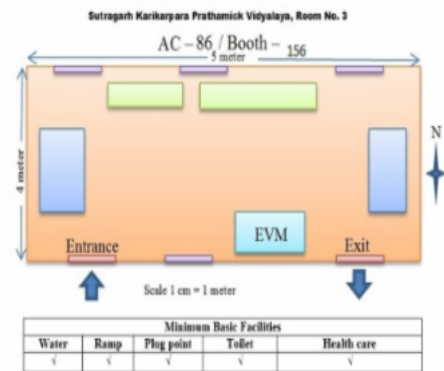 Sutragarh Karikarpara Prathamick Vidyalaya, Room No. 3
AC – 86 / Booth – 156
5 meter
4 meter
N
EVM
Entrance
Exit
Scale 1 cm = 1 meter
Minimum Basic Facilities
Water Ramp Plug point Toilet Health care
√ √ √ √ √